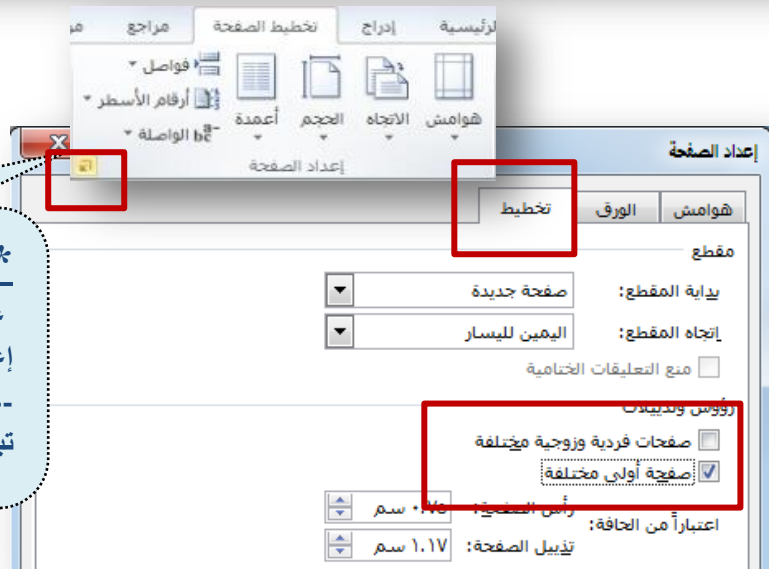 الرئيسية إدراج تخطيط الصفحة مراجع
هوامش الاتجاه الحجم أعمدة
فواصل
أرقام الأسطر
الواصلة
إعداد الصفحة
إعداد الصفحة
هوامش الورق تخطيط
مقطع
بداية المقطع: صفحة جديدة
إتجاه المقطع: اليمين لليسار
منع التعليقات الختامية
رؤوس وتذييلات
صفحات فردية وزوجية مختلفة
صفحة أولى مختلفة
اعتباراً من الحافة:
رأس الصفحة: سم
تذييل الصفحة: ١.١٧ سم